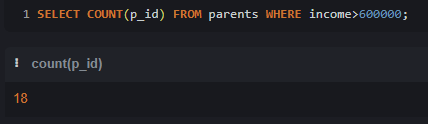 1 SELECT COUNT(p_id) FROM parents WHERE income>600000;
count(p_id)
18